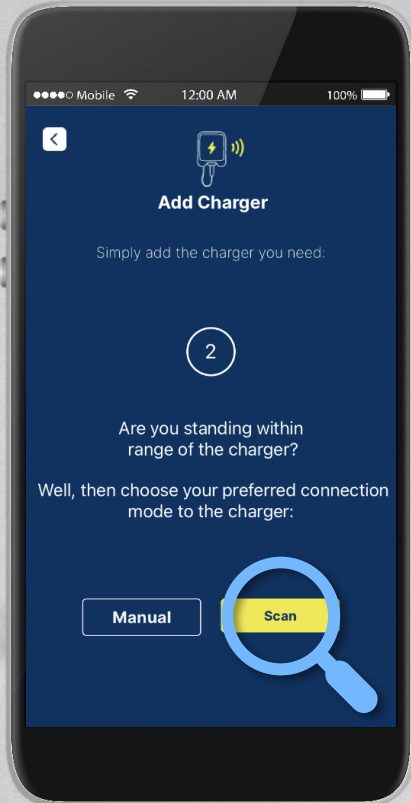 Mobile 12:00 AM 100%
Add Charger
Simply add the charger you need:
2
Are you standing within
range of the charger?
Well, then choose your preferred connection
mode to the charger:
Manual Scan